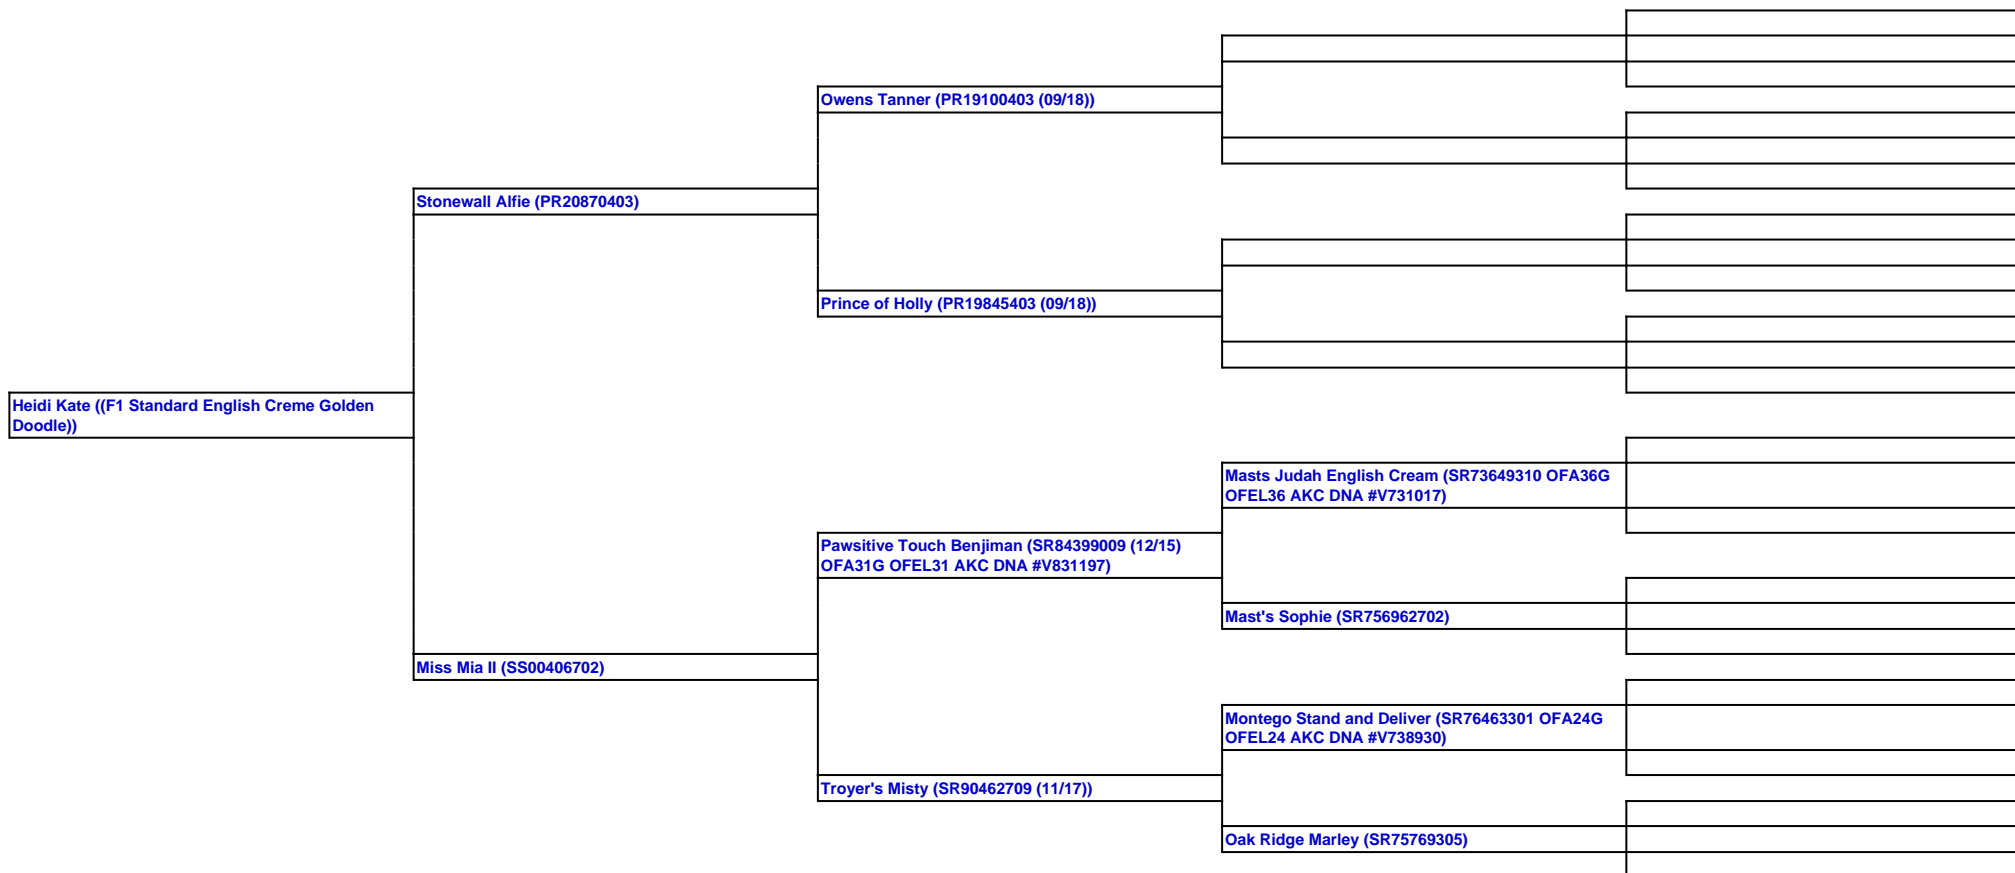 Owens Tanner (PR19100403 (09/18))
Stonewall Alfie (PR20870403)
Prince of Holly (PR19845403 (09/18))
Heidi Kate ((F1 Standard English Creme Golden
Doodle))
Masts Judah English Cream (SR73649310 OFA36G
OFEL36 AKC DNA #V731017)
Pawsitive Touch Benjiman (SR84399009 (12/15)
OFA31G OFEL31 AKC DNA #V831197)
Mast's Sophie (SR756962702)
Miss Mia II (SS00406702)
Montego Stand and Deliver (SR76463301 OFA24G
OFEL24 AKC DNA #V738930)
Troyer's Misty (SR90462709 (11/17))
Oak Ridge Marley (SR75769305)